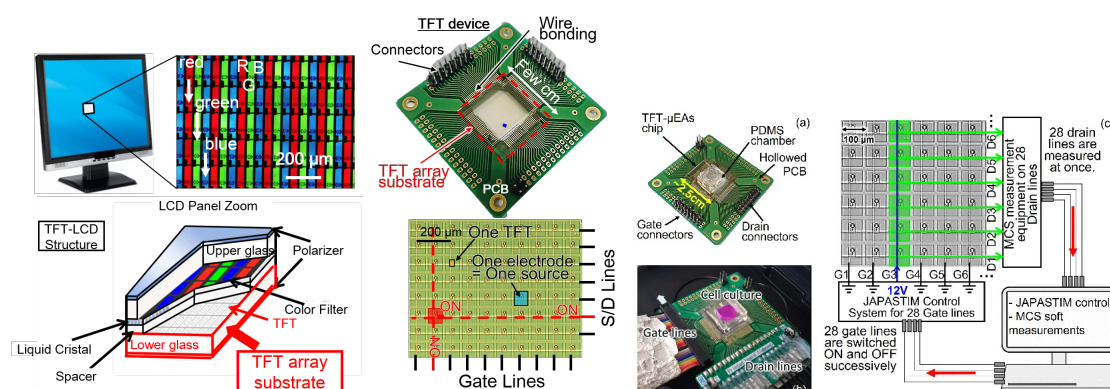 red
R B
G
green
blue
200 µm
LCD Panel Zoom
TFT-LCD
Structure
Upper glass
Polarizer
Color Filter
TFT
Lower glass
Liquid Cristal
Spacer
TFT array
substrate
TFT device
Wire
bonding
Connectors
Few cm
TFT array
substrate
PCB
200 µm
One TFT
One electrode
= One source
ON
ON
S/D Lines
Gate Lines
(a)
TFT-µEAs
chip
PDMS
chamber
Hollowed
PCB
2.5cm
Gate
connectors
Drain
connectors
Cell culture
Gate lines
Drain lines
(b)
(c
100 µm
D6
D5
D4
D3
D2
D1
MCS measurement
equipment on 28
Drain lines
28 drain
lines are
measured
at once.
G1 G2 G3 G4 G5 G6
12V
JAPASTIM Control
System for 28 Gate lines
28 gate lines
are switched
ON and OFF
successively
- JAPASTIM control
- MCS soft
measurements